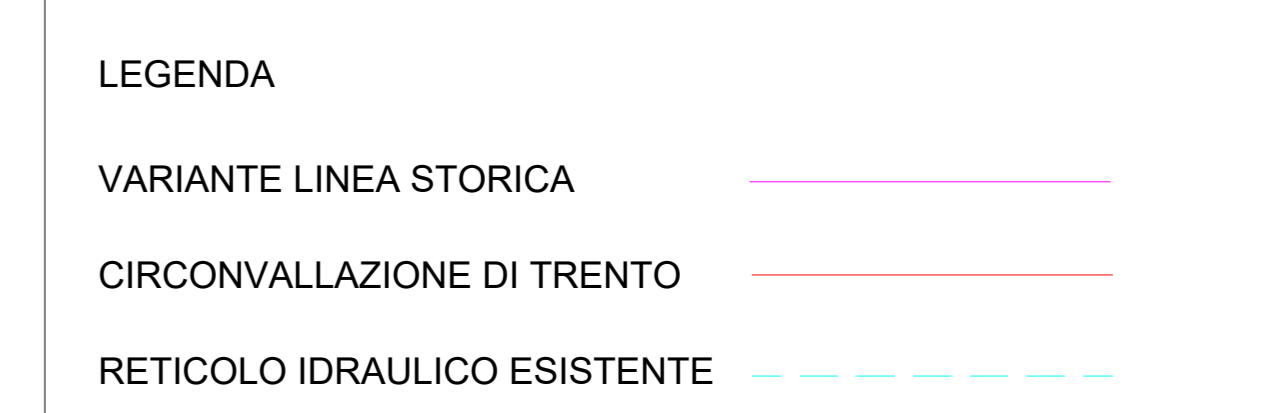 LEGENDA
VARIANTE LINEA STORICA
CIRCONVALLAZIONE DI TRENTO
RETICOLO IDRAULICO ESISTENTE